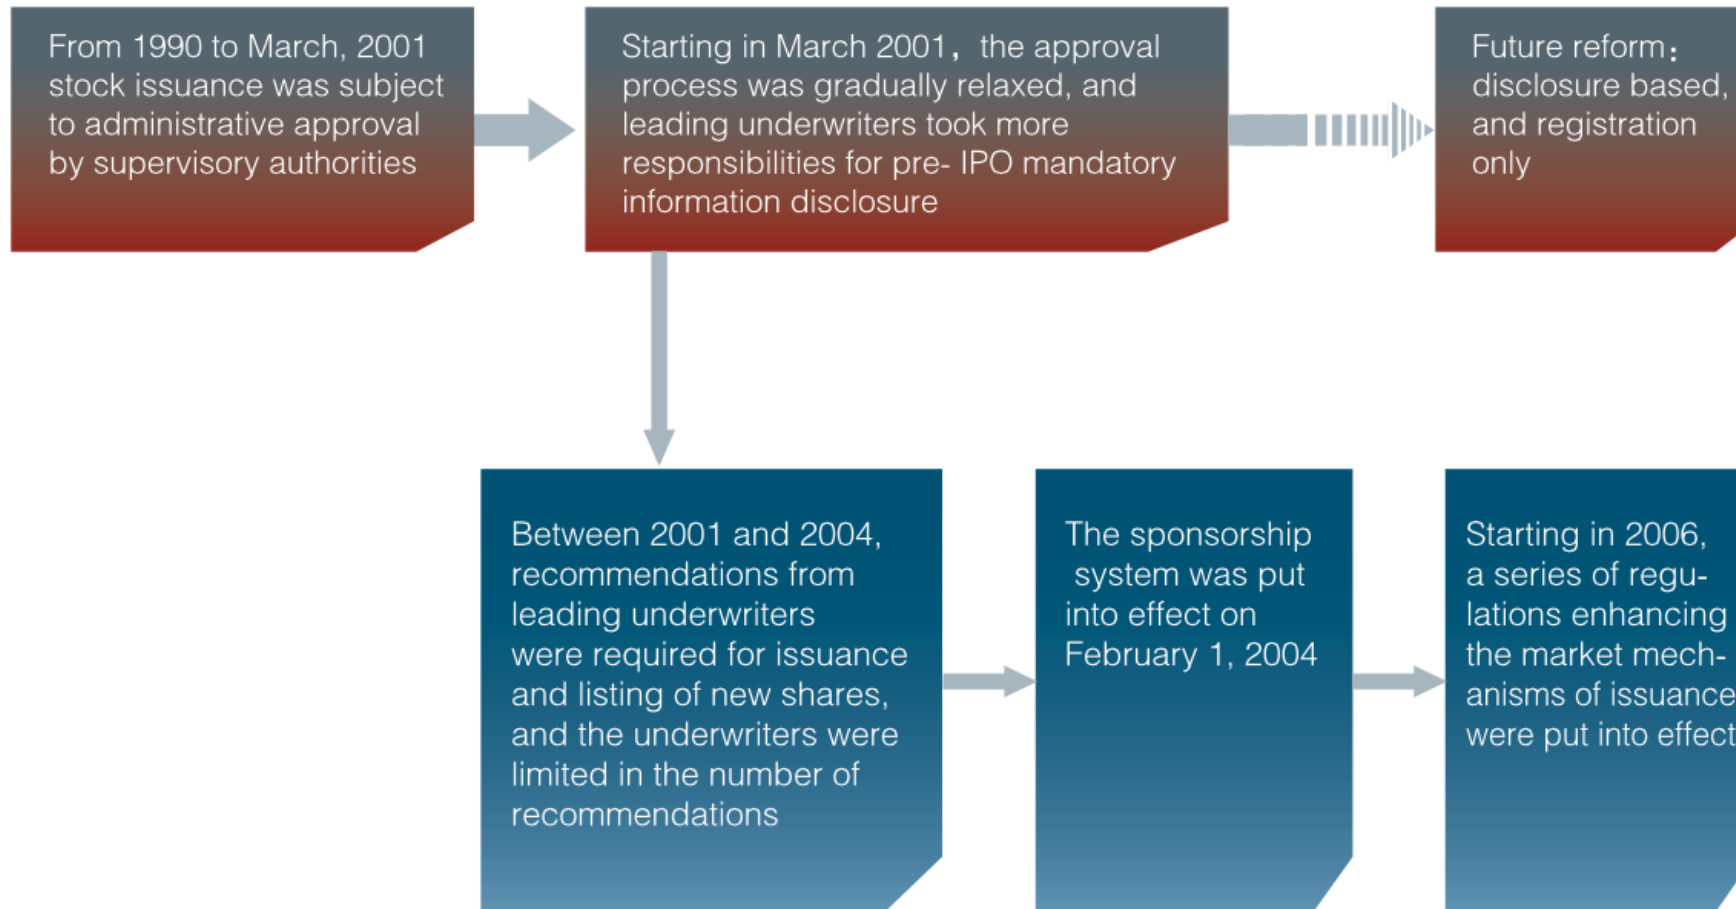 From 1990 to March, 2001
stock issuance was subject
to administrative approval
by supervisory authorities
Starting in March 2001，the approval
process was gradually relaxed, and
leading underwriters took more
responsibilities for pre- IPO mandatory
information disclosure
Future reform：
disclosure based,
and registration
only
Between 2001 and 2004,
recommendations from
leading underwriters
were required for issuance
and listing of new shares,
and the underwriters were
limited in the number of
recommendations
The sponsorship
system was put
into effect on
February 1, 2004
Starting in 2006,
a series of regu-
lations enhancing
the market mech-
anisms of issuance
were put into effect